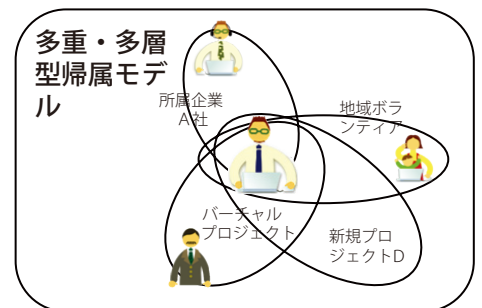 多重・多層
型帰属モデ
ル
所属企業
A社
地域ボラ
ンティア
バーチャル
プロジェクト
新規プロ
ジェクトD